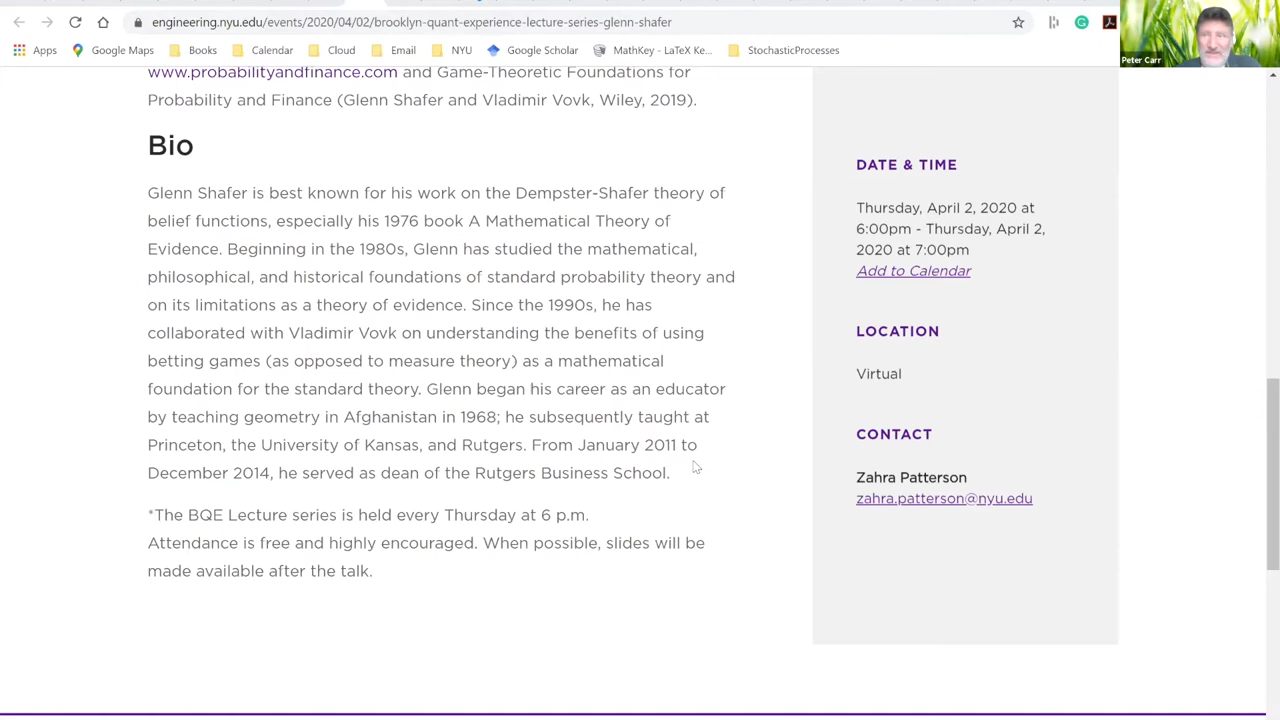 engineering.nyu.edu/events/2020/04/02/brooklyn-quant-experience-lecture-series-glenn-shafer
Apps Google Maps Books Calendar Cloud Email NYU Google Scholar MathKey - LaTeX Ke... StochasticProcesses
Peter Carr
www.probabilityandfinance.com and Game-Theoretic Foundations for
Probability and Finance (Glenn Shafer and Vladimir Vovk, Wiley, 2019).
Bio
Glenn Shafer is best known for his work on the Dempster-Shafer theory of
belief functions, especially his 1976 book A Mathematical Theory of
Evidence. Beginning in the 1980s, Glenn has studied the mathematical,
philosophical, and historical foundations of standard probability theory and
on its limitations as a theory of evidence. Since the 1990s, he has
collaborated with Vladimir Vovk on understanding the benefits of using
betting games (as opposed to measure theory) as a mathematical
foundation for the standard theory. Glenn began his career as an educator
by teaching geometry in Afghanistan in 1968; he subsequently taught at
Princeton, the University of Kansas, and Rutgers. From January 2011 to
December 2014, he served as dean of the Rutgers Business School.
*The BQE Lecture series is held every Thursday at 6 p.m.
Attendance is free and highly encouraged. When possible, slides will be
made available after the talk.
DATE & TIME
Thursday, April 2, 2020 at
6:00pm - Thursday, April 2,
2020 at 7:00pm
Add to Calendar
LOCATION
Virtual
CONTACT
Zahra Patterson
zahra.patterson@nyu.edu